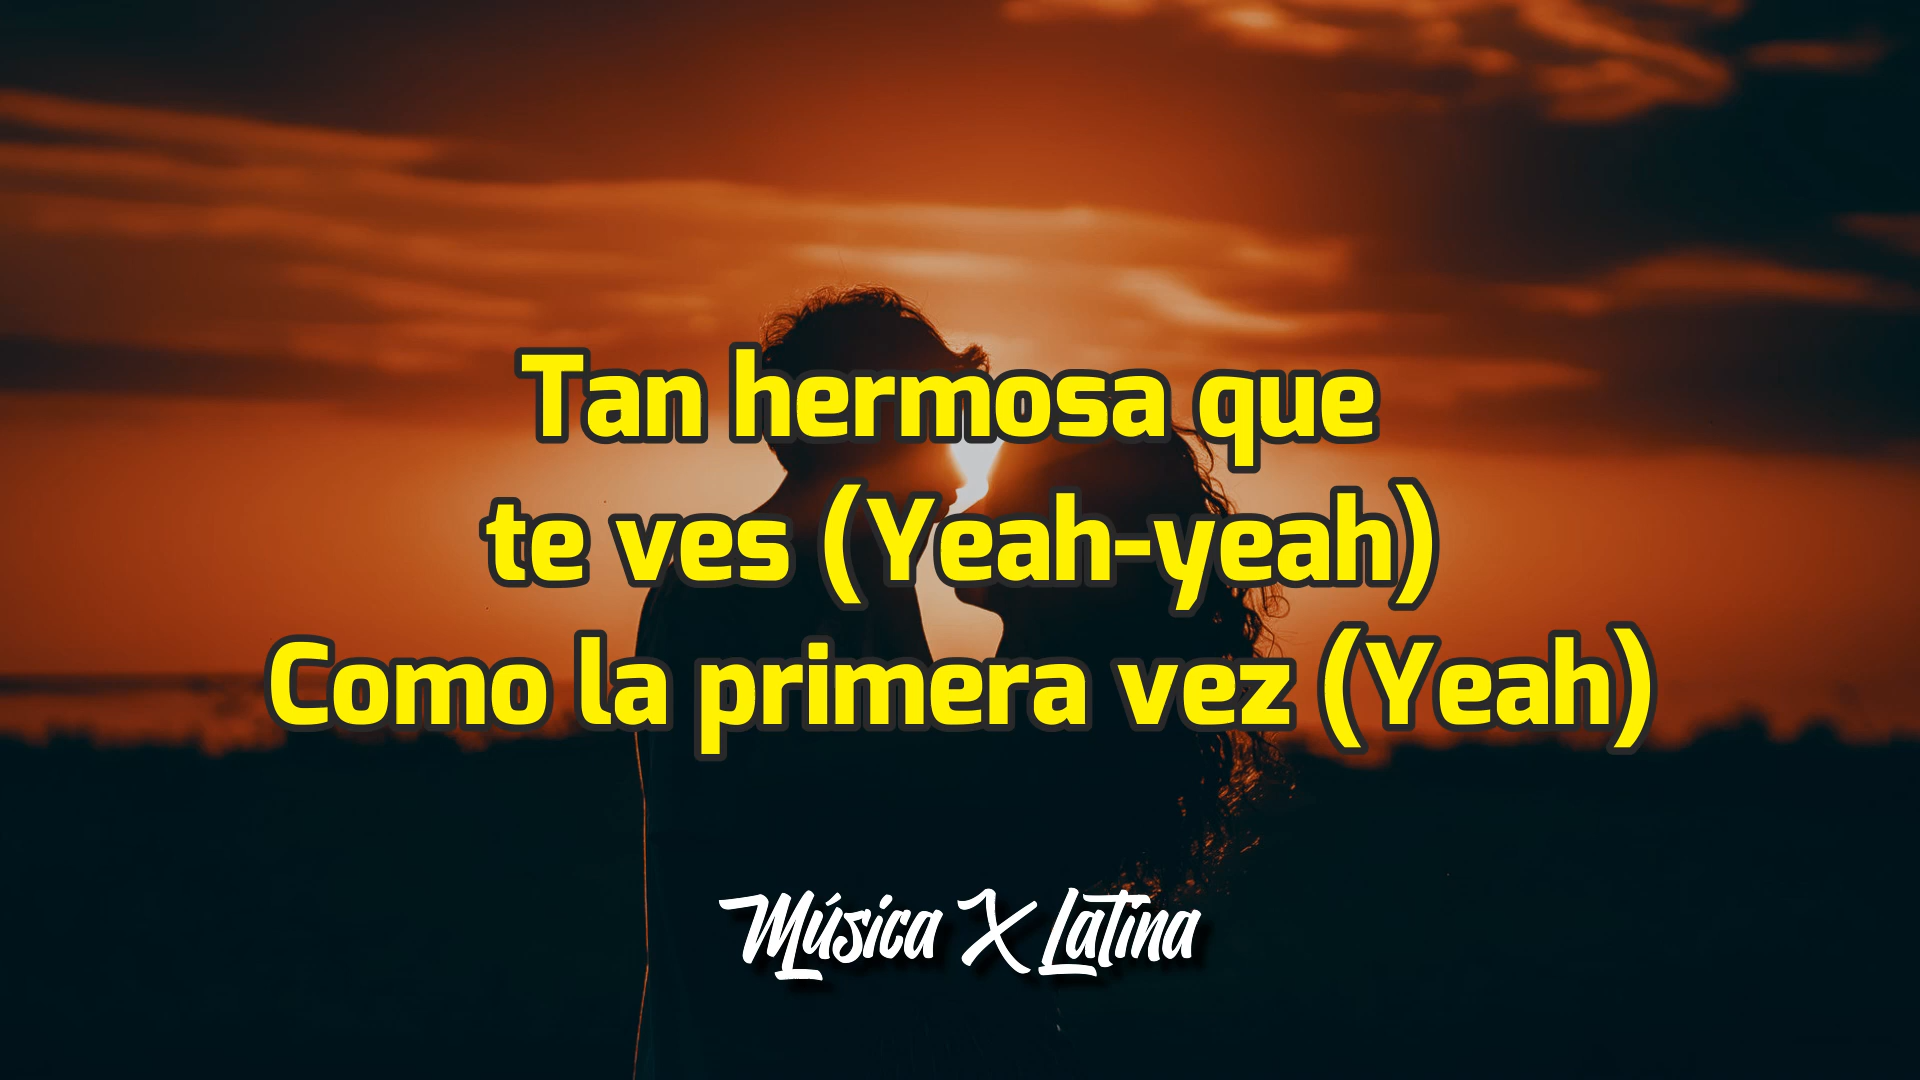 Tan hermosa que
te ves (Yeah-yeah)
Como la primera vez (Yeah)
Música X Latina